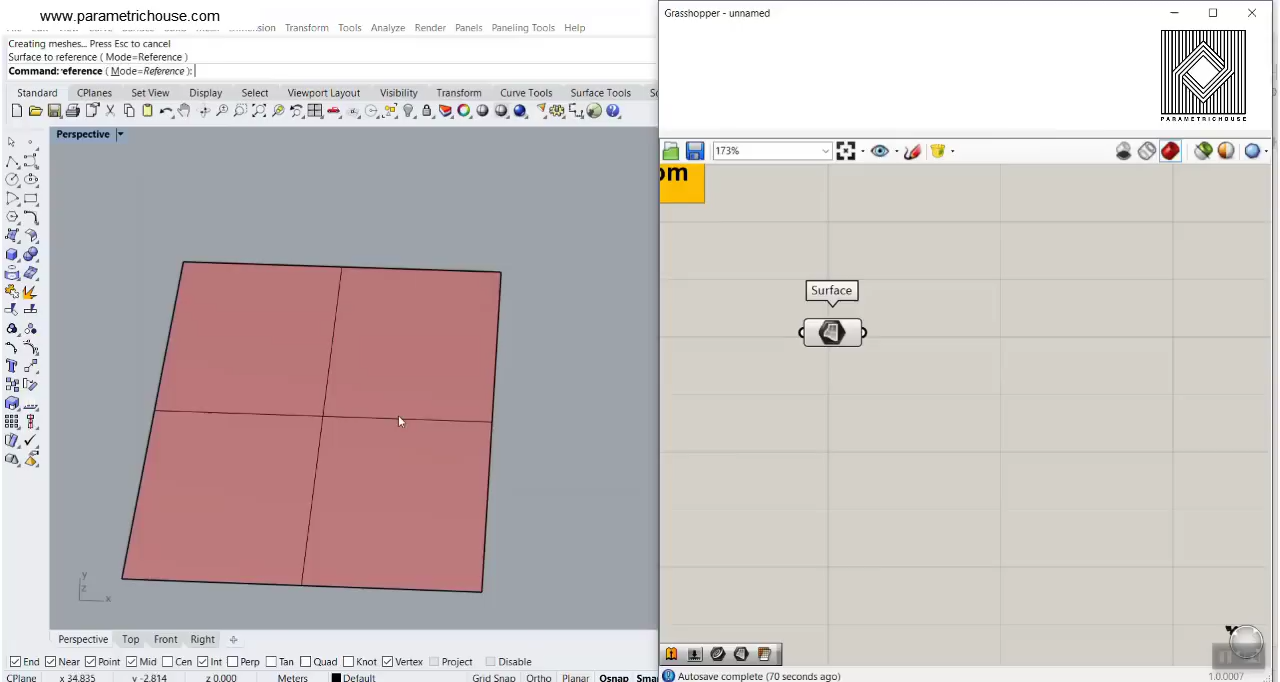 www.parametrichouse.com
Transform Tools Analyze Render Panels Paneling Tools Help
Creating meshes... Press Esc to cancel
Surface to reference ( Mode=Reference )
Command: eference ( Mode=Reference ):
Standard CPlanes Set View Display Select Viewport Layout Visibility Transform Curve Tools Surface Tools
Perspective
y
z
x
Perspective Top Front Right
End Near Point Mid Cen Int Perp Tan Quad Knot Vertex Project Disable
CPlane x 34.835 y -2.814 z 0.000 Meters Default Grid Snap Ortho Planar Osnap
Grasshopper - unnamed
PARAMETRICHOUSE
173%
om
Surface
Autosave complete (70 seconds ago)
1.0.0007